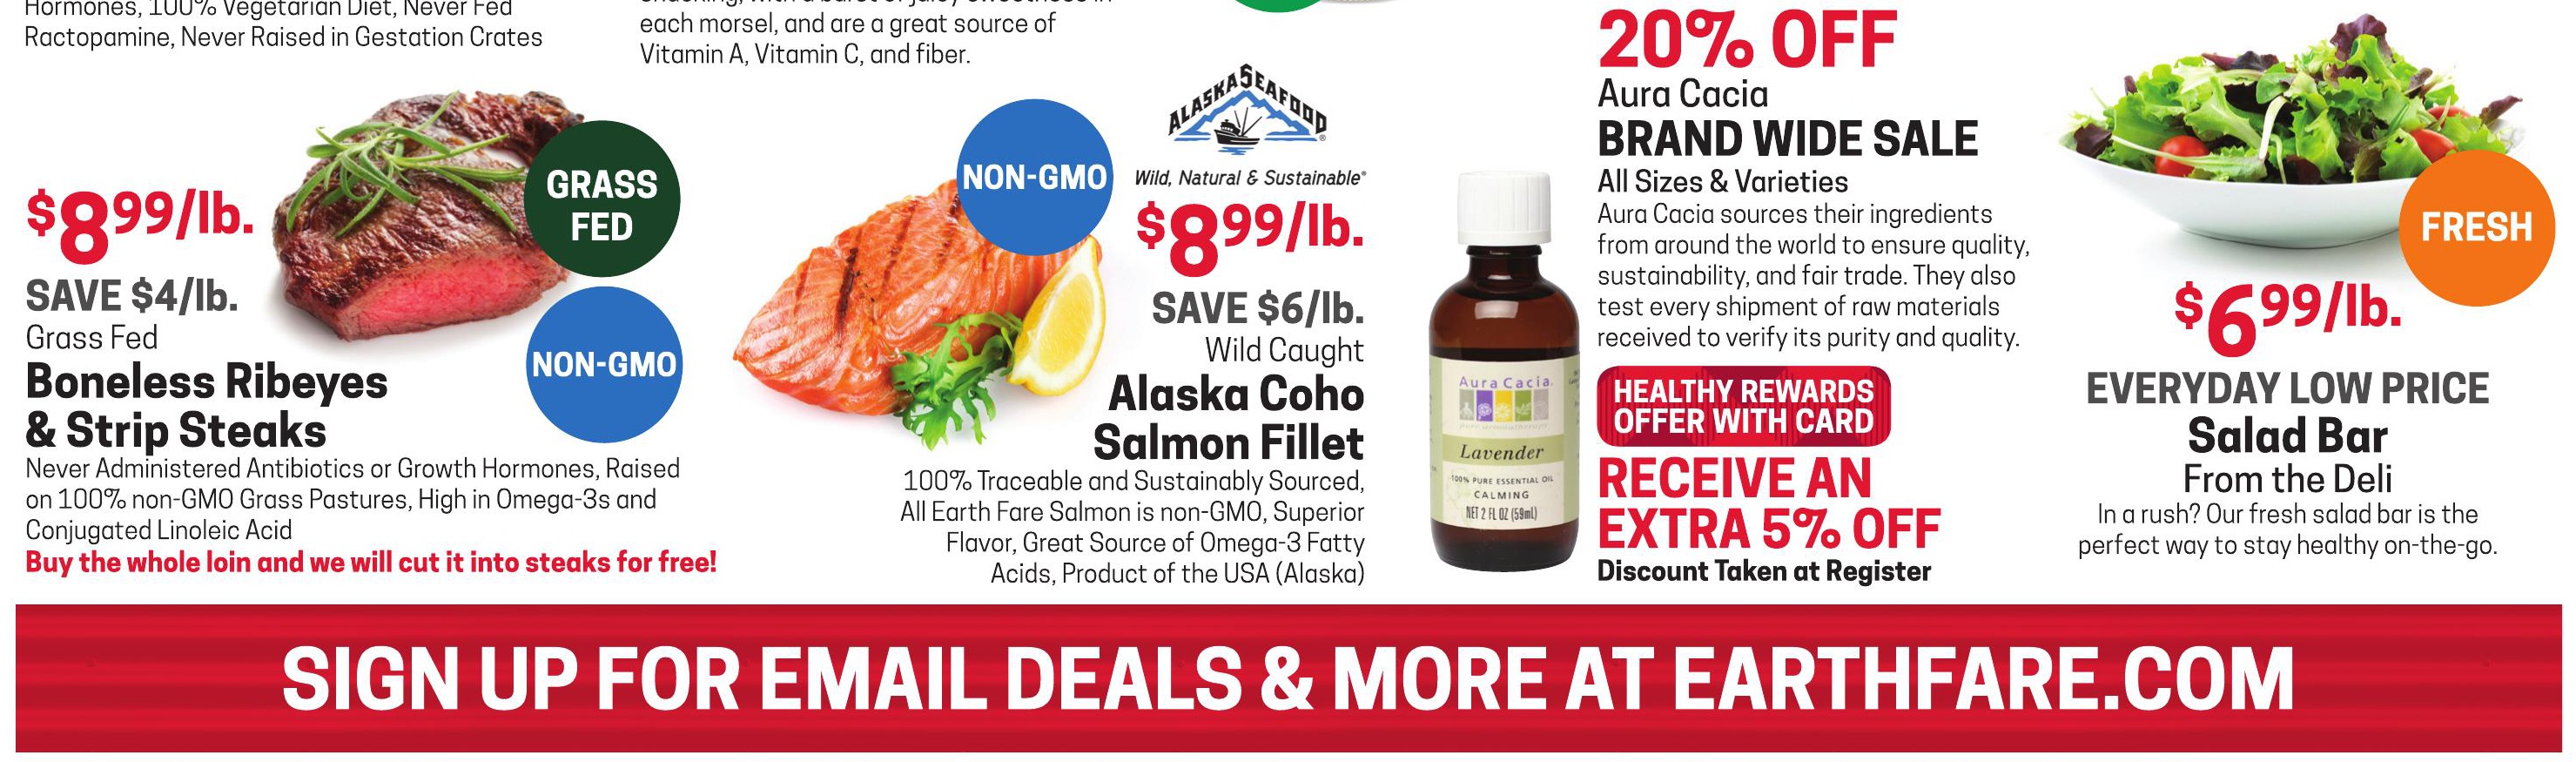 Hormones, 100% Vegetarian Diet, Never Fed
Ractopamine, Never Raised in Gestation Crates
each morsel, and are a great source of
Vitamin A, Vitamin C, and fiber.
$8.99/lb.
SAVE $4/lb.
Grass Fed
Boneless Ribeyes
& Strip Steaks
Never Administered Antibiotics or Growth Hormones, Raised
on 100% non-GMO Grass Pastures, High in Omega-3s and
Conjugated Linoleic Acid
Buy the whole loin and we will cut it into steaks for free!
GRASS
FED
NON-GMO
NON-GMO
ALASKA SEAFOOD®
Wild, Natural & Sustainable®
$8.99/lb.
SAVE $6/lb.
Wild Caught
Alaska Coho
Salmon Fillet
100% Traceable and Sustainably Sourced,
All Earth Fare Salmon is non-GMO, Superior
Flavor, Great Source of Omega-3 Fatty
Acids, Product of the USA (Alaska)
Aura Cacia.
pure aromatherapy
Lavender
100% PURE ESSENTIAL OIL
CALMING
NET 2 FL OZ (59mL)
20% OFF
Aura Cacia
BRAND WIDE SALE
All Sizes & Varieties
Aura Cacia sources their ingredients
from around the world to ensure quality,
sustainability, and fair trade. They also
test every shipment of raw materials
received to verify its purity and quality.
HEALTHY REWARDS
OFFER WITH CARD
RECEIVE AN
EXTRA 5% OFF
Discount Taken at Register
FRESH
$6.99/lb.
EVERYDAY LOW PRICE
Salad Bar
From the Deli
In a rush? Our fresh salad bar is the
perfect way to stay healthy on-the-go.
SIGN UP FOR EMAIL DEALS & MORE AT EARTHFARE.COM